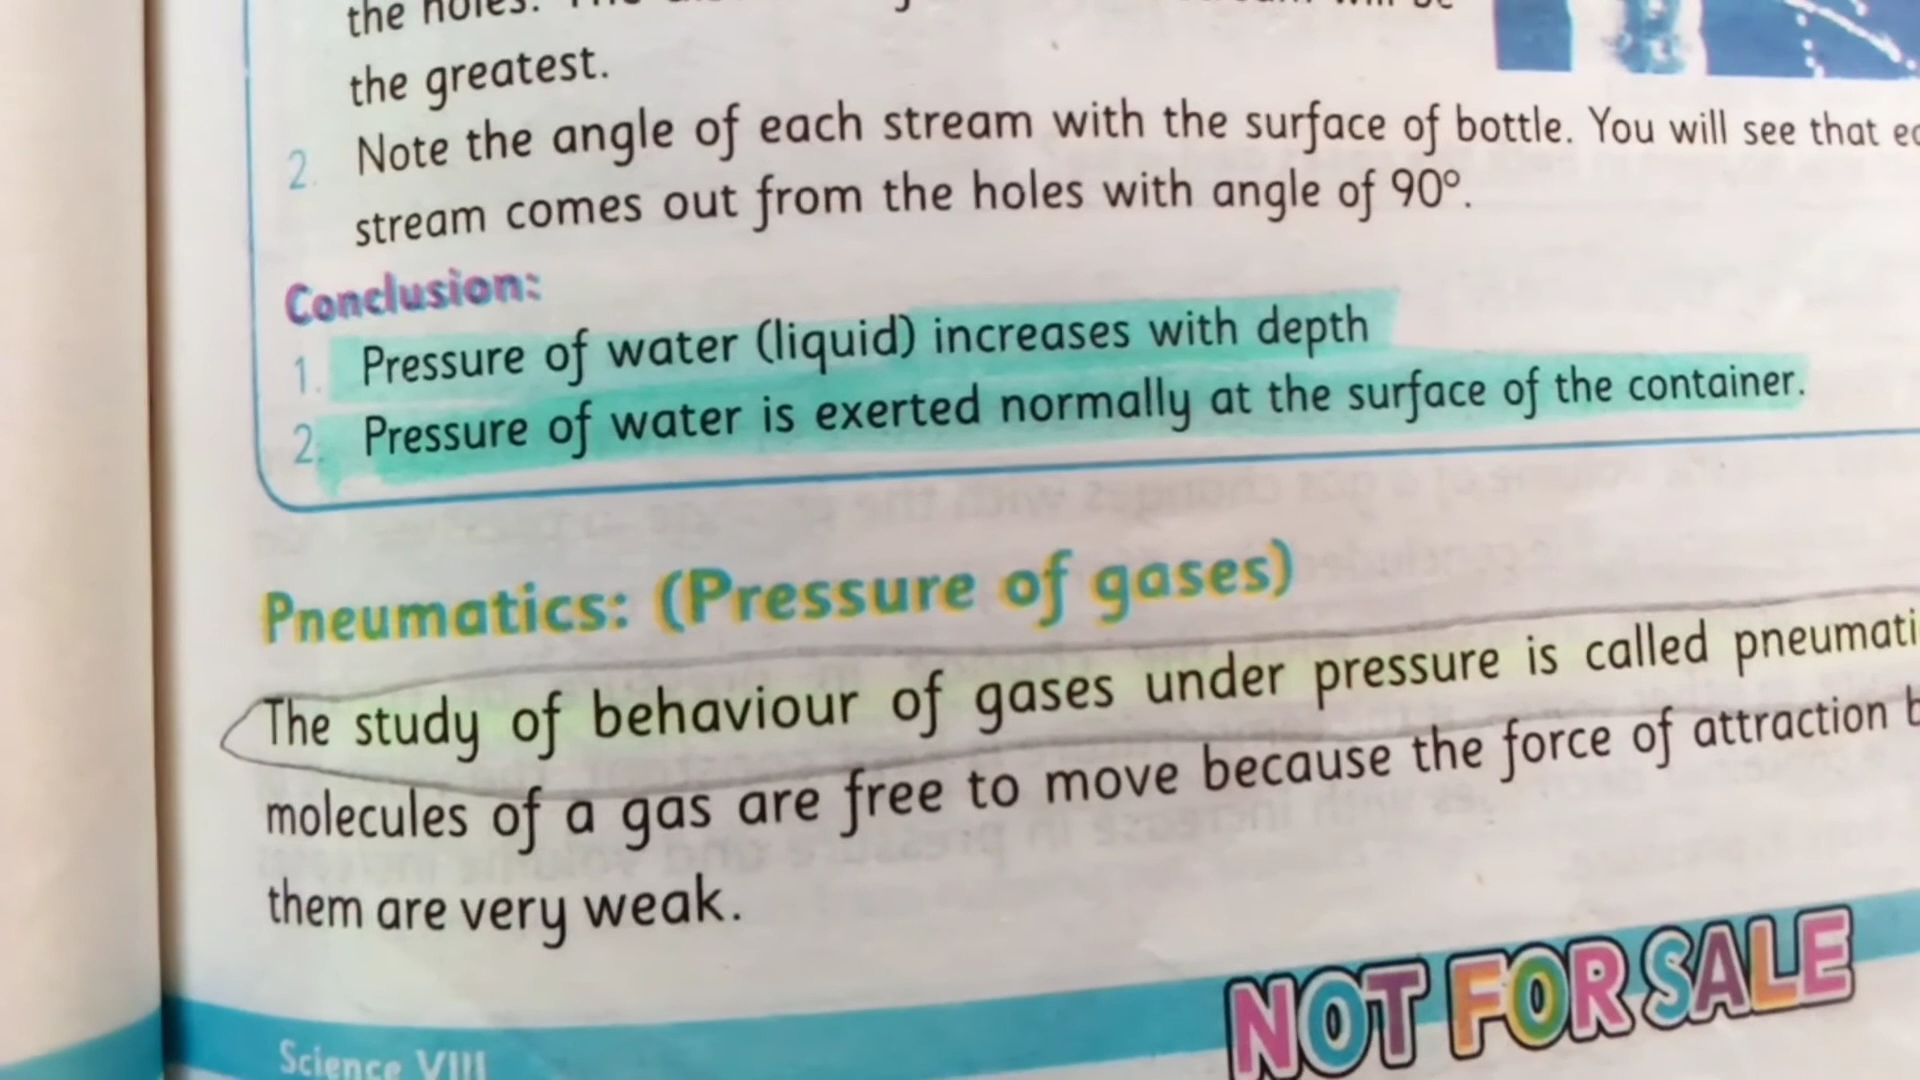 the holes.
the greatest.
2. Note the angle of each stream with the surface of bottle. You will see that
stream comes out from the holes with angle of 90°.
Conclusion:
1. Pressure of water (liquid) increases with depth
2. Pressure of water is exerted normally at the surface of the container.
Pneumatics: (Pressure of gases)
The study of behaviour of gases under pressure is called pneumati
molecules of a gas are free to move because the force of attraction
them are very weak.
NOT FOR SALE
Science VIII